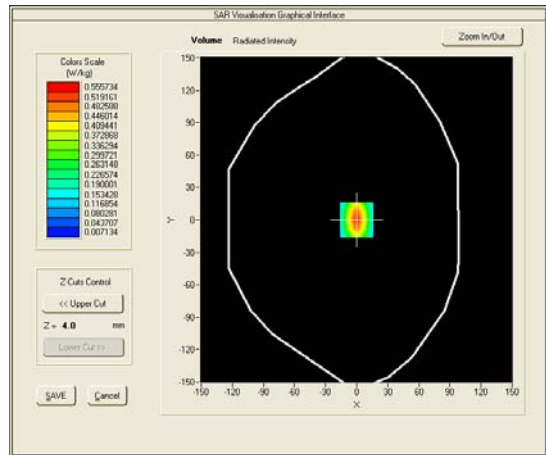 SAR Visualisation Graphical Interface
Volume Radiated Intensity
Zoom In/Out
Colors Scale
(W/kg)
0.555734
0.519161
0.482588
0.446014
0.409441
0.372868
0.336294
0.299721
0.263148
0.226574
0.190001
0.153428
0.116854
0.080281
0.043707
0.007134
Z Cuts Control
<< Upper Cut
Z = 4.0 mm
Lower Cut >>
SAVE Cancel
150
120
90
60
30
0
-30
-60
-90
-120
-150
Y
-150 -120 -90 -60 -30 0 30 60 90 120 150
X